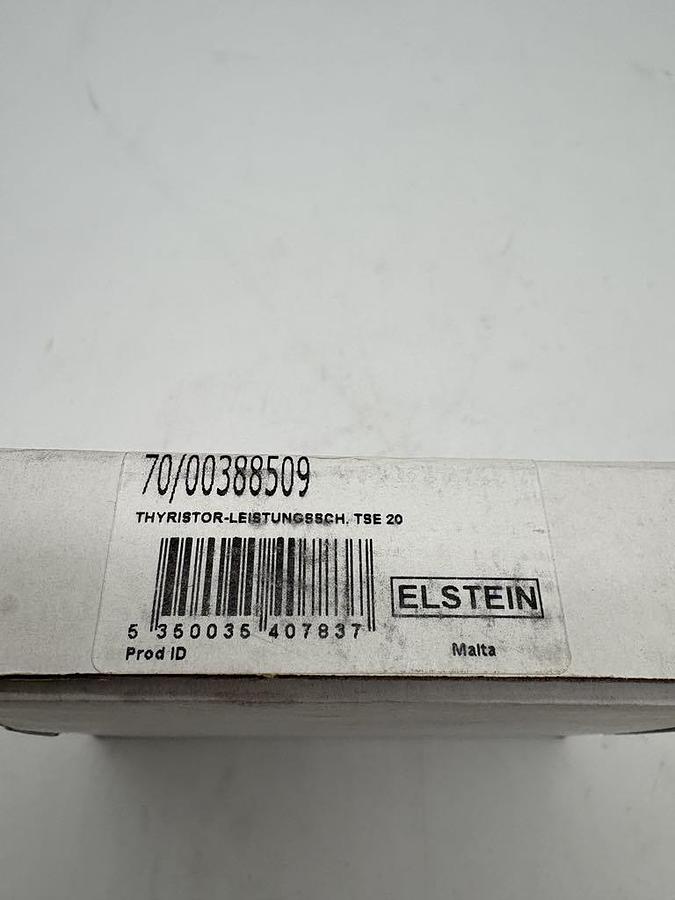 70/00388509
THYRISTOR-LEISTUNGSSCH. TSE 20
5 350035 407837
ELSTEIN
Prod ID
Malta